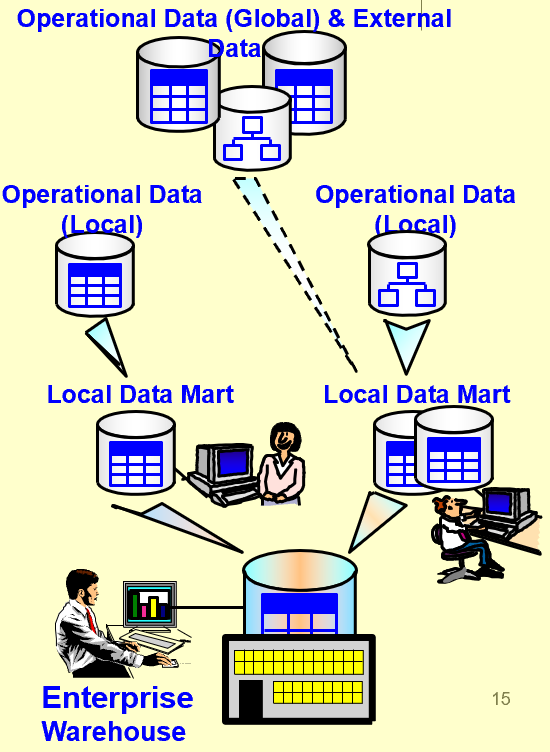 Operational Data (Global) & External
Data
Operational Data
(Local)
Operational Data
(Local)
Local Data Mart
Local Data Mart
Enterprise
Warehouse
15